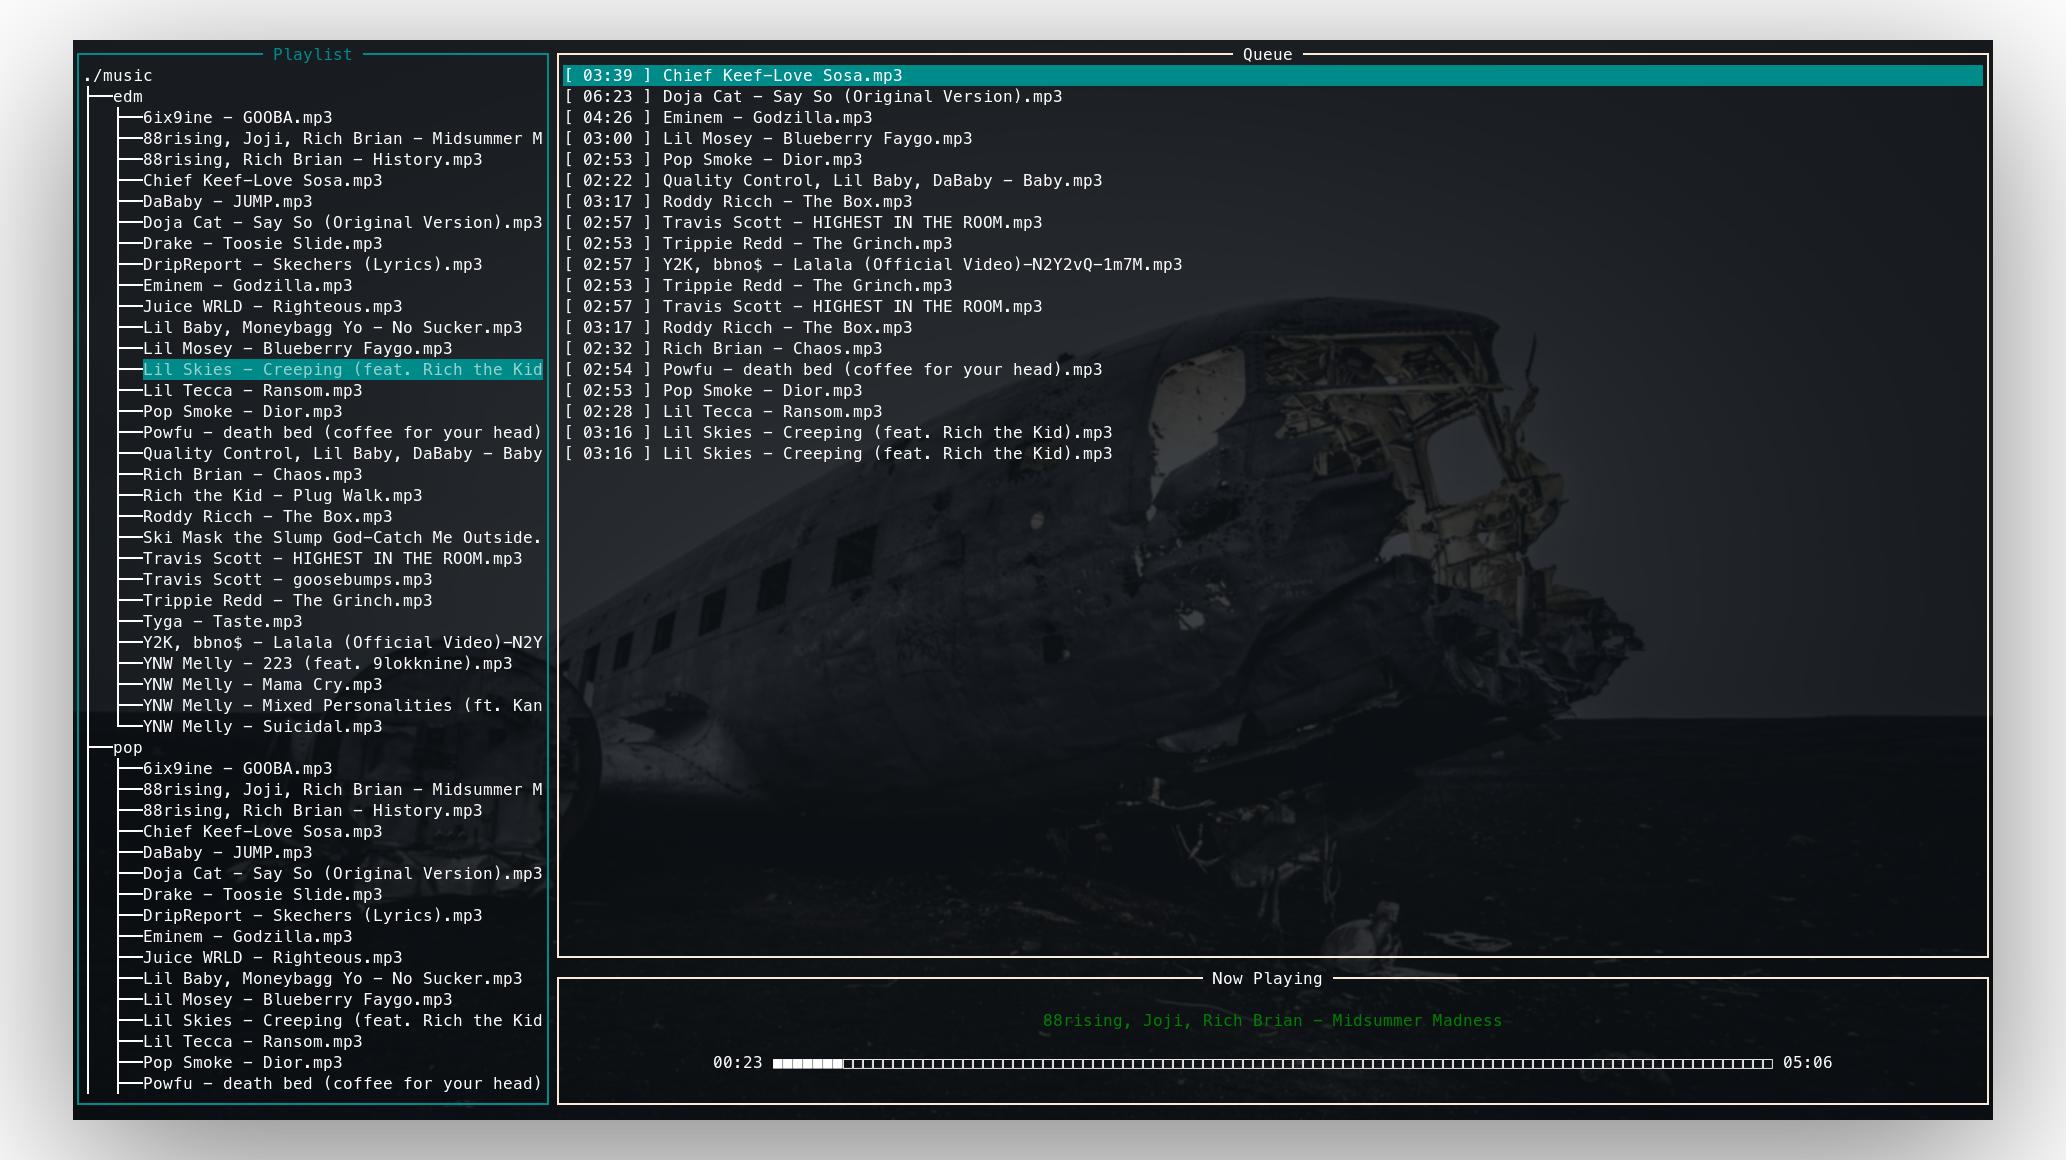 Playlist
./music
edm
6ix9ine - GOOBA.mp3
88rising, Joji, Rich Brian - Midsummer M
88rising, Rich Brian - History.mp3
Chief Keef-Love Sosa.mp3
DaBaby - JUMP.mp3
Doja Cat - Say So (Original Version).mp3
Drake - Toosie Slide.mp3
DripReport - Skechers (Lyrics).mp3
Eminem - Godzilla.mp3
Juice WRLD - Righteous.mp3
Lil Baby, Moneybagg Yo - No Sucker.mp3
Lil Mosey - Blueberry Faygo.mp3
Lil Skies - Creeping (feat. Rich the Kid
Lil Tecca - Ransom.mp3
Pop Smoke - Dior.mp3
Powfu - death bed (coffee for your head)
Quality Control, Lil Baby, DaBaby - Baby
Rich Brian - Chaos.mp3
Rich the Kid - Plug Walk.mp3
Roddy Ricch - The Box.mp3
Ski Mask the Slump God-Catch Me Outside.
Travis Scott - HIGHEST IN THE ROOM.mp3
Travis Scott - goosebumps.mp3
Trippie Redd - The Grinch.mp3
Tyga - Taste.mp3
Y2K, bbno$ - Lalala (Official Video)-N2Y
YNW Melly - 223 (feat. 9lokknine).mp3
YNW Melly - Mama Cry.mp3
YNW Melly - Mixed Personalities (ft. Kan
YNW Melly - Suicidal.mp3
pop
6ix9ine - GOOBA.mp3
88rising, Joji, Rich Brian - Midsummer M
88rising, Rich Brian - History.mp3
Chief Keef-Love Sosa.mp3
DaBaby - JUMP.mp3
Doja Cat - Say So (Original Version).mp3
Drake - Toosie Slide.mp3
DripReport - Skechers (Lyrics).mp3
Eminem - Godzilla.mp3
Juice WRLD - Righteous.mp3
Lil Baby, Moneybagg Yo - No Sucker.mp3
Lil Mosey - Blueberry Faygo.mp3
Lil Skies - Creeping (feat. Rich the Kid
Lil Tecca - Ransom.mp3
Pop Smoke - Dior.mp3
Powfu - death bed (coffee for your head)
Queue
[ 03:39 ] Chief Keef-Love Sosa.mp3
[ 06:23 ] Doja Cat - Say So (Original Version).mp3
[ 04:26 ] Eminem - Godzilla.mp3
[ 03:00 ] Lil Mosey - Blueberry Faygo.mp3
[ 02:53 ] Pop Smoke - Dior.mp3
[ 02:22 ] Quality Control, Lil Baby, DaBaby - Baby.mp3
[ 03:17 ] Roddy Ricch - The Box.mp3
[ 02:57 ] Travis Scott - HIGHEST IN THE ROOM.mp3
[ 02:53 ] Trippie Redd - The Grinch.mp3
[ 02:57 ] Y2K, bbno$ - Lalala (Official Video)-N2Y2vQ-1m7M.mp3
[ 02:53 ] Trippie Redd - The Grinch.mp3
[ 02:57 ] Travis Scott - HIGHEST IN THE ROOM.mp3
[ 03:17 ] Roddy Ricch - The Box.mp3
[ 02:32 ] Rich Brian - Chaos.mp3
[ 02:54 ] Powfu - death bed (coffee for your head).mp3
[ 02:53 ] Pop Smoke - Dior.mp3
[ 02:28 ] Lil Tecca - Ransom.mp3
[ 03:16 ] Lil Skies - Creeping (feat. Rich the Kid).mp3
[ 03:16 ] Lil Skies - Creeping (feat. Rich the Kid).mp3
Now Playing
88rising, Joji, Rich Brian - Midsummer Madness
00:23 05:06